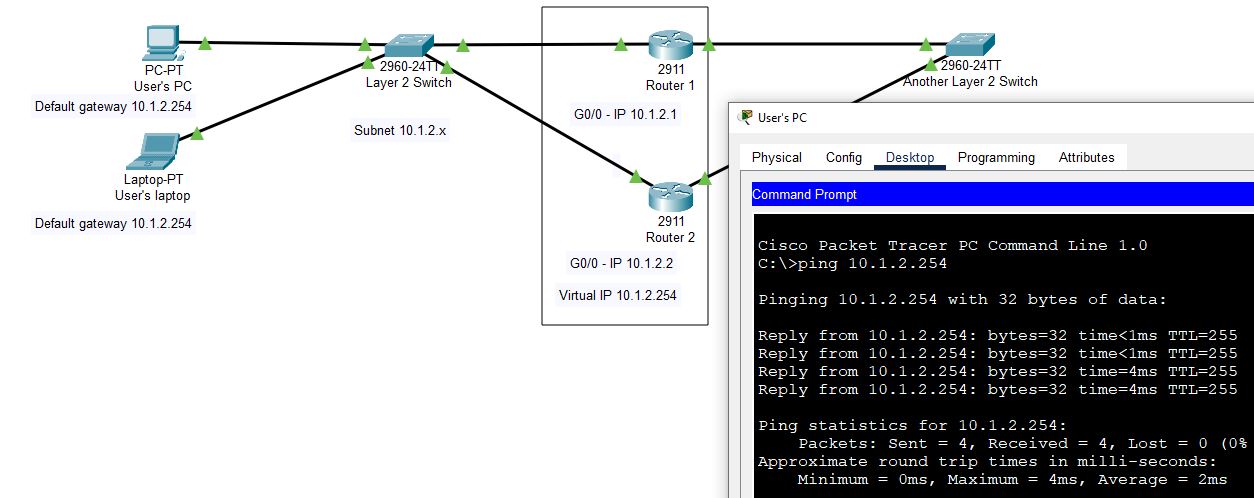 PC-PT
User's PC
Default gateway 10.1.2.254
Laptop-PT
User's laptop
Default gateway 10.1.2.254
2960-24TT
Layer 2 Switch
Subnet 10.1.2.x
2911
Router 1
G0/0 - IP 10.1.2.1
2911
Router 2
G0/0 - IP 10.1.2.2
Virtual IP 10.1.2.254
2960-24TT
Another Layer 2 Switch
User's PC
Physical Config Desktop Programming Attributes
Command Prompt
Cisco Packet Tracer PC Command Line 1.0
C:\>ping 10.1.2.254
Pinging 10.1.2.254 with 32 bytes of data:
Reply from 10.1.2.254: bytes=32 time<1ms TTL=255
Reply from 10.1.2.254: bytes=32 time<1ms TTL=255
Reply from 10.1.2.254: bytes=32 time=4ms TTL=255
Reply from 10.1.2.254: bytes=32 time=4ms TTL=255
Ping statistics for 10.1.2.254:
Packets: Sent = 4, Received = 4, Lost = 0 (0%
Approximate round trip times in milli-seconds:
Minimum = 0ms, Maximum = 4ms, Average = 2ms